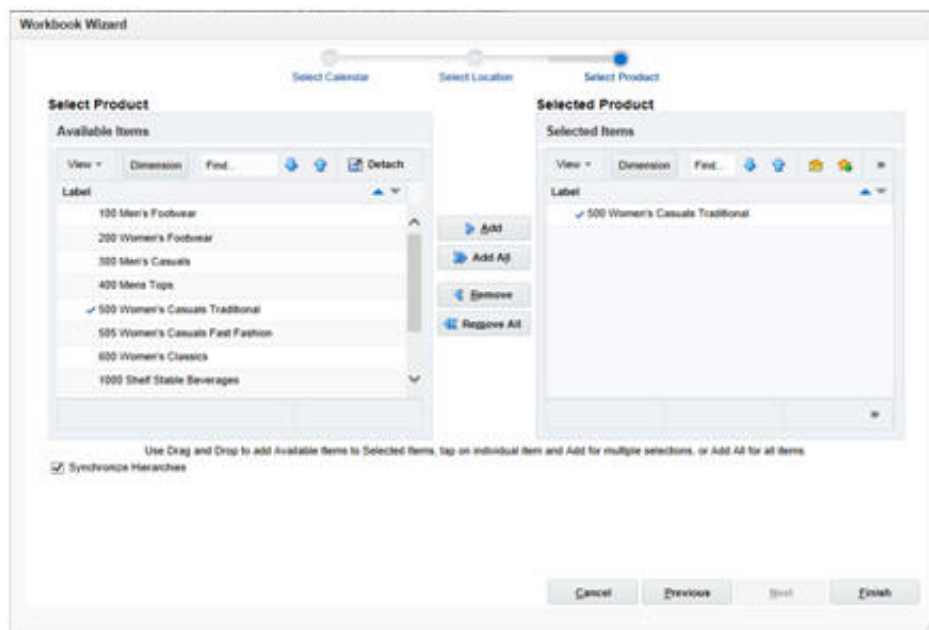 Workbook Wizard
Select Calendar Select Location Select Product
Select Product
Available Items
View Dimension Find... Detach
Label
100 Men's Footwear
200 Women's Footwear
300 Men's Casuals
400 Mens Tops
500 Women's Casuals Traditional
505 Women's Casuals Fast Fashion
600 Women's Classics
1000 Shelf Stable Beverages
Add
Add All
Remove
Remove All
Selected Product
Selected Items
View Dimension Find... »
Label
500 Women's Casuals Traditional
»
Use Drag and Drop to add Available Items to Selected Items, tap on individual item and Add for multiple selections, or Add All for all items.
Synchronize Hierarchies
Cancel Previous Next Finish